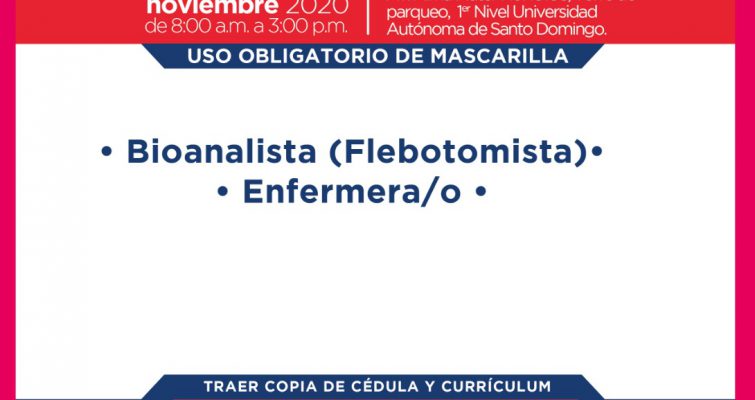 noviembre 2020
de 8:00 a.m. a 3:00 p.m.
parqueo, 1er Nivel Universidad
Autónoma de Santo Domingo.
USO OBLIGATORIO DE MASCARILLA
• Bioanalista (Flebotomista)•
• Enfermera/o •
TRAER COPIA DE CÉDULA Y CURRÍCULUM